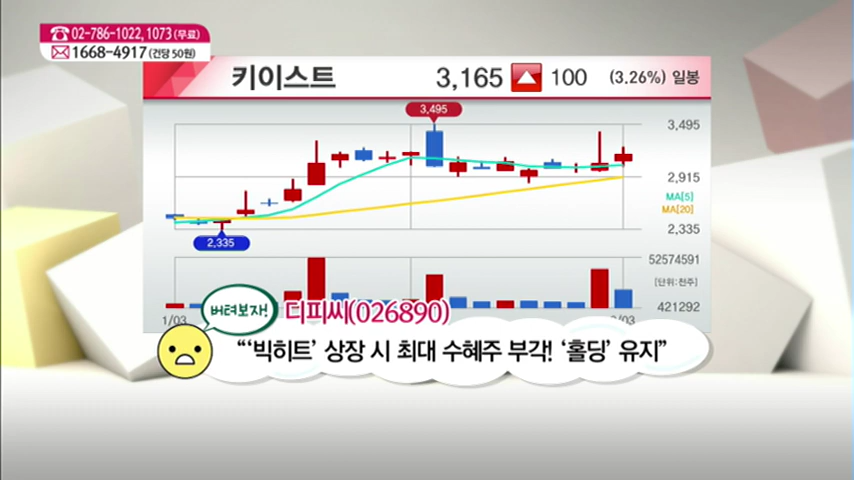 ☎ 02-786-1022, 1073 (무료)
✉ 1668-4917 (건당 50원)
키이스트 3,165 ▲ 100 (3.26%) 일봉
3,495
3,495
2,915
MA[5]
MA[20]
2,335
2,335
52574591
[단위:천주]
421292
1/03
/03
버텨보자!
디피씨(026890)
“‘빅히트’ 상장 시 최대 수혜주 부각! ‘홀딩’ 유지”